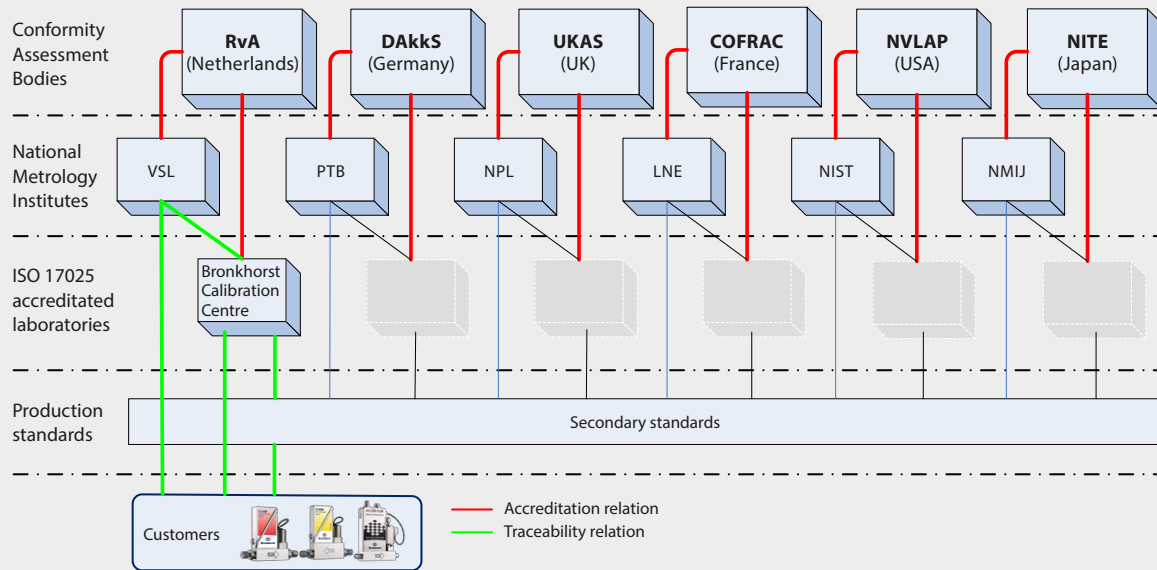 Conformity
Assessment
Bodies
RvA
(Netherlands)
DAkkS
(Germany)
UKAS
(UK)
COFRAC
(France)
NVLAP
(USA)
NITE
(Japan)
National
Metrology
Institutes
VSL
PTB
NPL
LNE
NIST
NMIJ
ISO 17025
accreditated
laboratories
Bronkhorst
Calibration
Centre
Production
standards
Secondary standards
Customers
Accreditation relation
Traceability relation